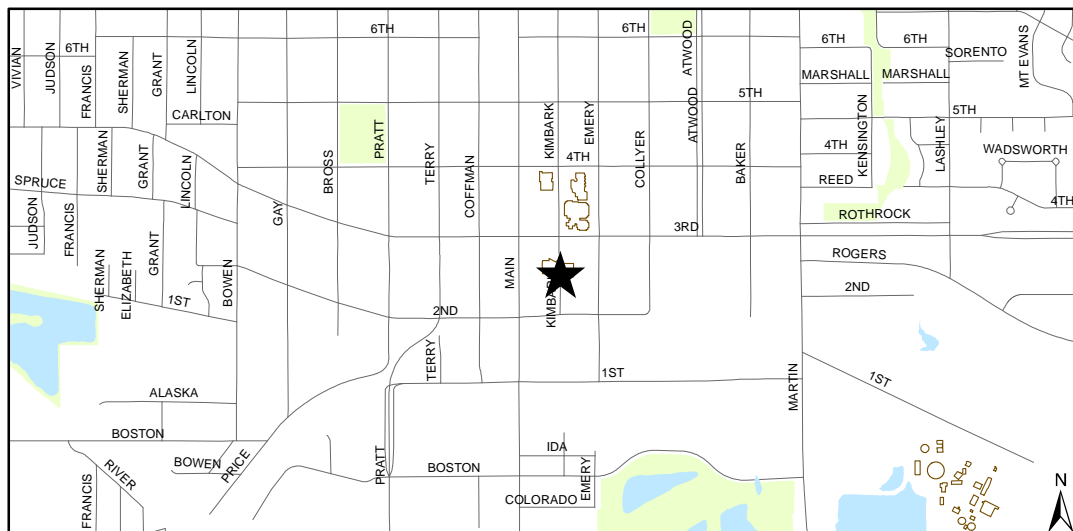 6TH
6TH
ATWOOD
6TH
6TH
VIVIAN
JUDSON
6TH
FRANCIS
SHERMAN
GRANT
LINCOLN
SORENTO
MT EVANS
MARSHALL
MARSHALL
5TH
CARLTON
KIMBARK
EMERY
ATWOOD
5TH
PRATT
4TH
KENSINGTON
LASHLEY
WADSWORTH
SHERMAN
GRANT
LINCOLN
BROSS
TERRY
COFFMAN
4TH
COLLYER
BAKER
REED
SPRUCE
4TH
JUDSON
FRANCIS
GAY
3RD
ROTHROCK
SHERMAN
ELIZABETH
GRANT
BOWEN
MAIN
ROGERS
1ST
KIMBARK
2ND
2ND
TERRY
1ST
MARTIN
1ST
ALASKA
BOSTON
BOWEN
PRICE
RIVER
FRANCIS
PRATT
BOSTON
IDA
EMERY
COLORADO
N